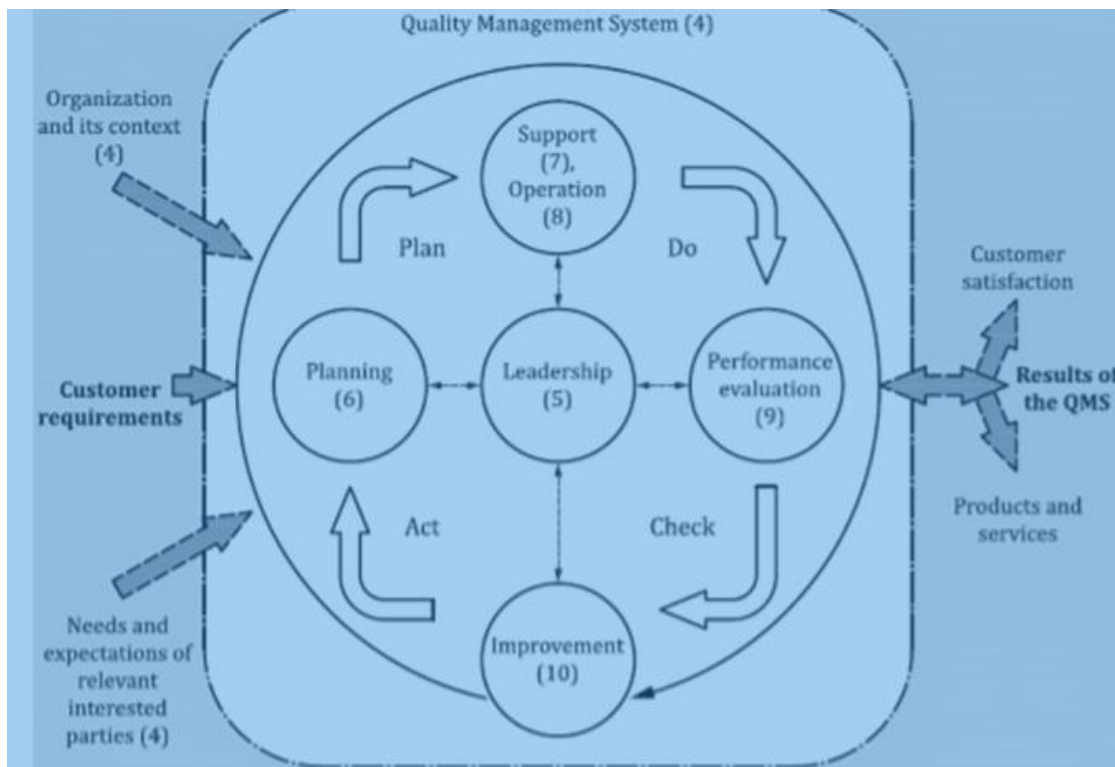 Quality Management System (4)
Organization
and its context
(4)
Support
(7),
Operation
(8)
Plan
Do
Customer
satisfaction
Planning
(6)
Leadership
(5)
Performance
evaluation
(9)
Customer
requirements
Results of
the QMS
Act
Check
Products and
services
Needs and
expectations of
relevant
interested
parties (4)
Improvement
(10)